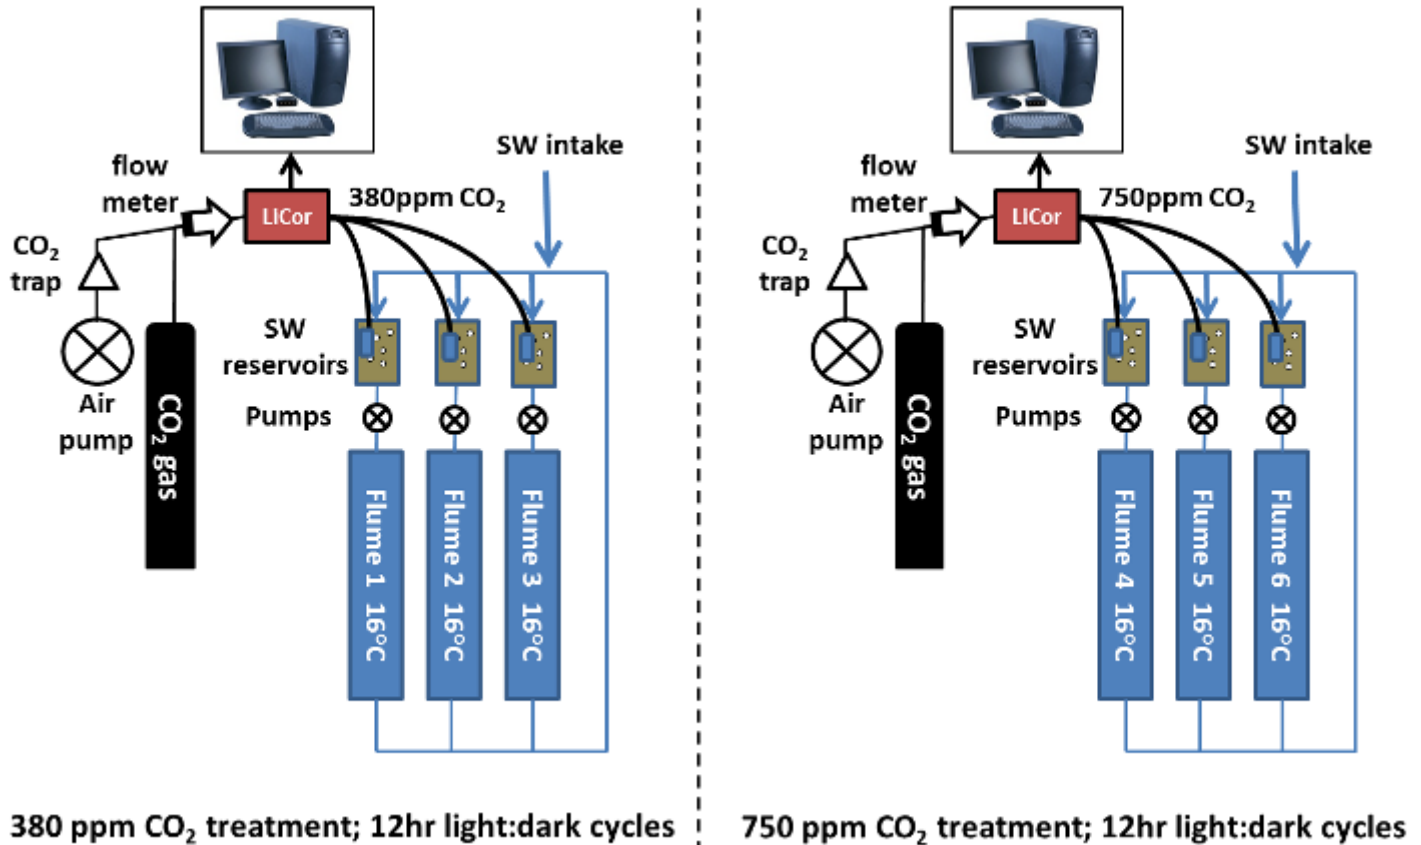 flow
meter
LiCor
380ppm CO₂
SW intake
CO₂
trap
SW
reservoirs
Air
pump
CO₂ gas
Pumps
Flume 1 16°C
Flume 2 16°C
Flume 3 16°C
380 ppm CO₂ treatment; 12hr light:dark cycles
flow
meter
LiCor
750ppm CO₂
SW intake
CO₂
trap
SW
reservoirs
Air
pump
CO₂ gas
Pumps
Flume 4 16°C
Flume 5 16°C
Flume 6 16°C
750 ppm CO₂ treatment; 12hr light:dark cycles